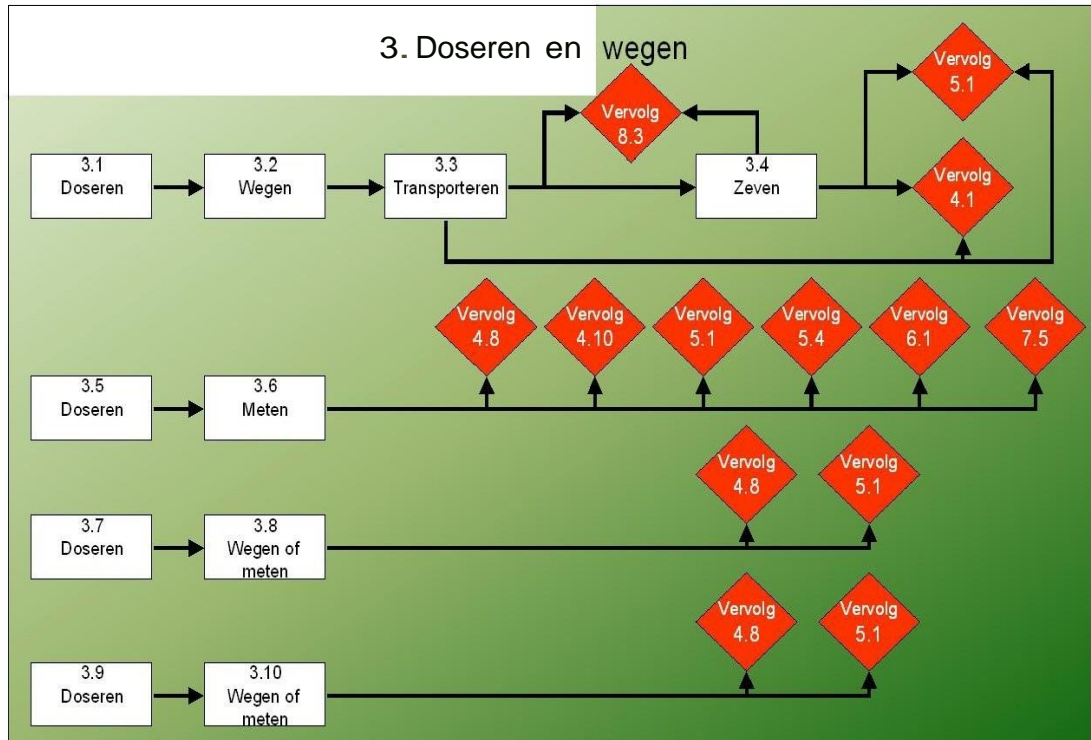 3. Doseren en wegen
Vervolg
5.1
Vervolg
8.3
3.1
Doseren
3.2
Wegen
3.3
Transporteren
3.4
Zeven
Vervolg
4.1
Vervolg
4.8
Vervolg
4.10
Vervolg
5.1
Vervolg
5.4
Vervolg
6.1
Vervolg
7.5
3.5
Doseren
3.6
Meten
Vervolg
4.8
Vervolg
5.1
3.7
Doseren
3.8
Wegen of
meten
Vervolg
4.8
Vervolg
5.1
3.9
Doseren
3.10
Wegen of
meten